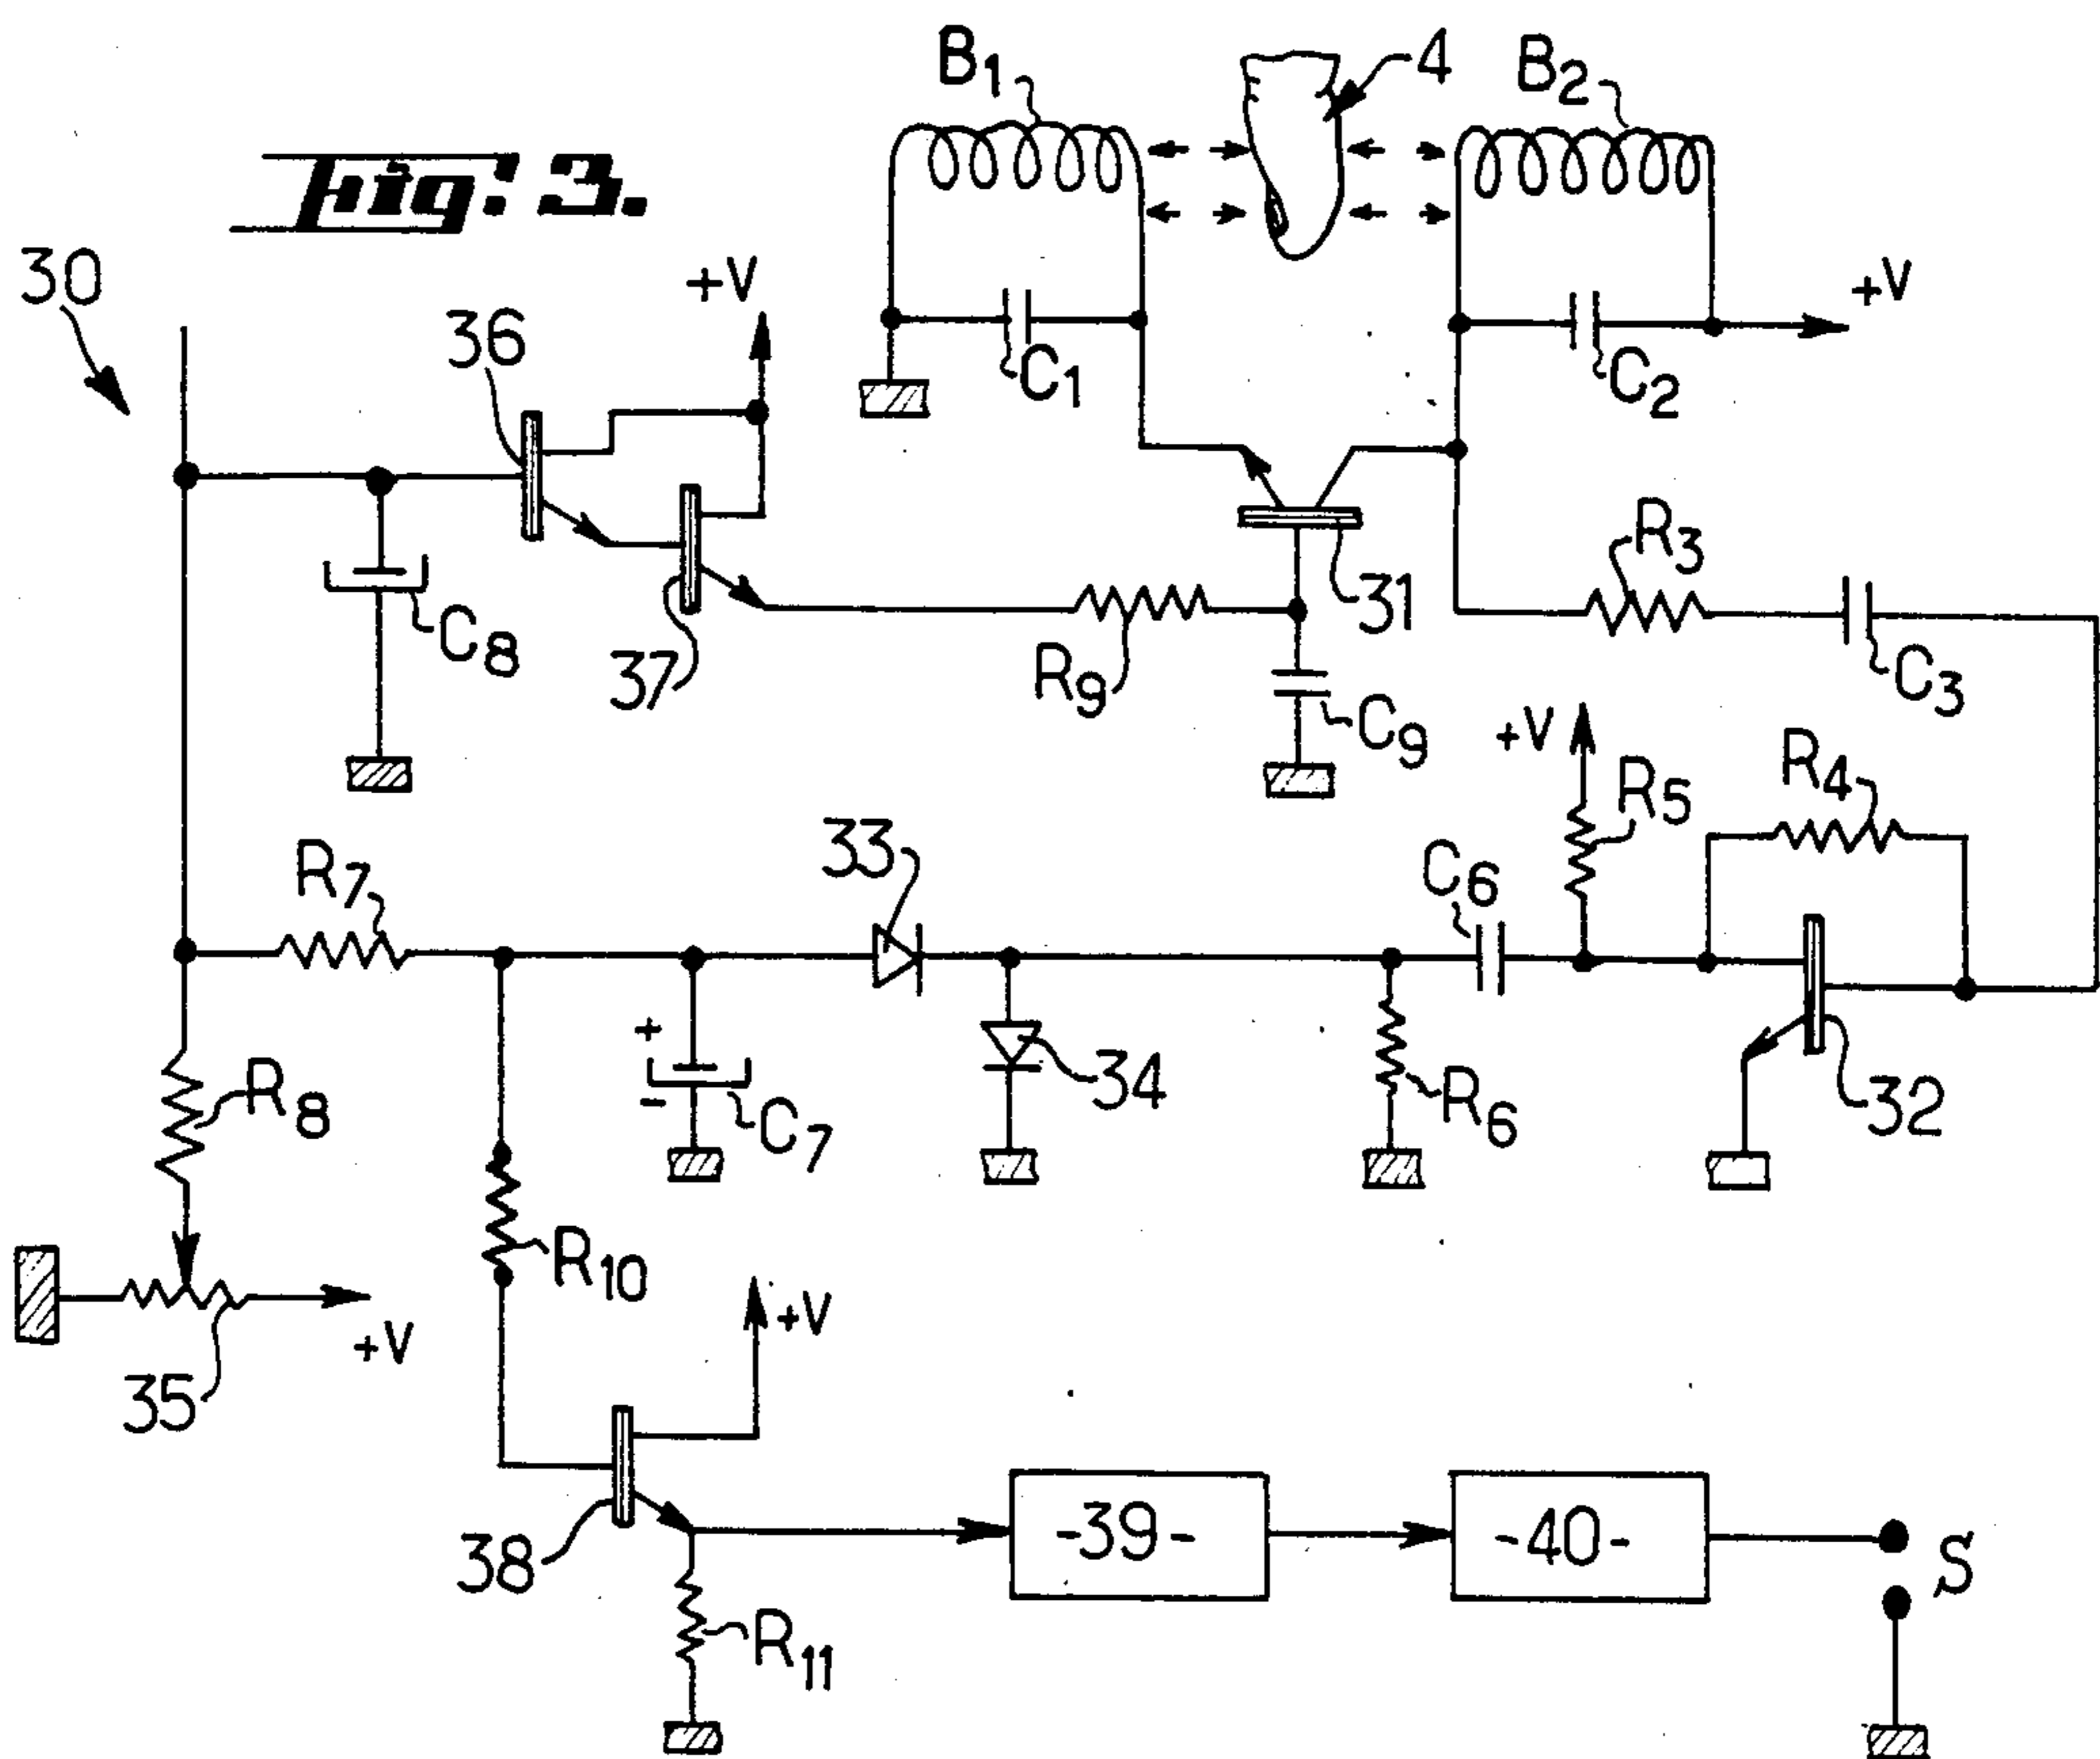 B1
4
B2
Fig. 3.
30
+V
+V
36
C1
C2
R3
31
C8
37
R9
C3
C9
+V
R5
R4
33
C6
R7
+
-
C7
34
R6
32
R8
R10
+V
35
+V
38
-39-
-40-
S
R11